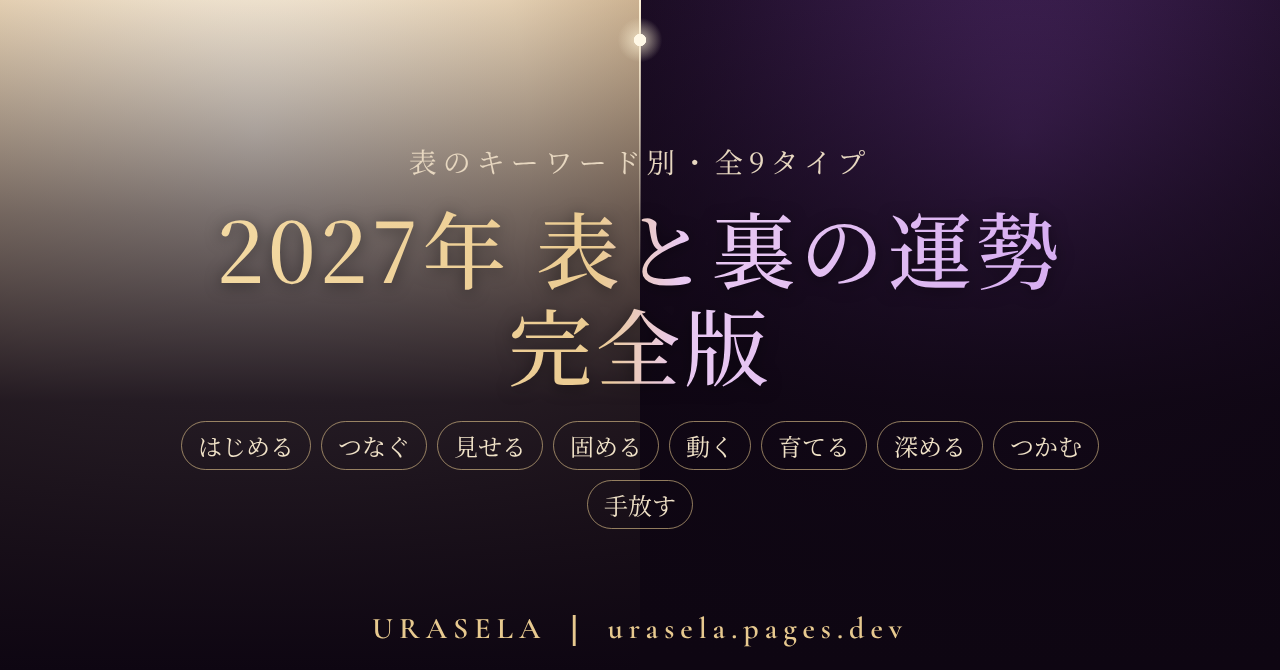 表のキーワード別・全9タイプ
2027年 表と裏の運勢
完全版
はじめる つなぐ 見せる 固める 動く 育てる 深める つかむ
手放す
URASELA | urasela.pages.dev